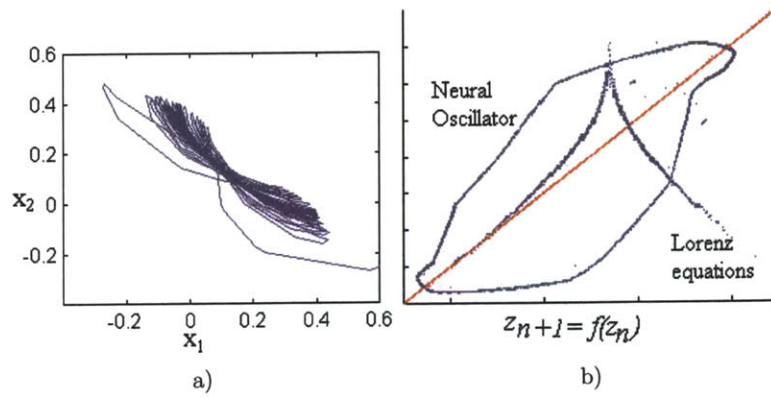 0.6
0.4
0.2
0
-0.2
x2
-0.2 0 0.2 0.4 0.6
x1
a)
Neural
Oscillator
Lorenz
equations
zn+1 = f(zn)
b)